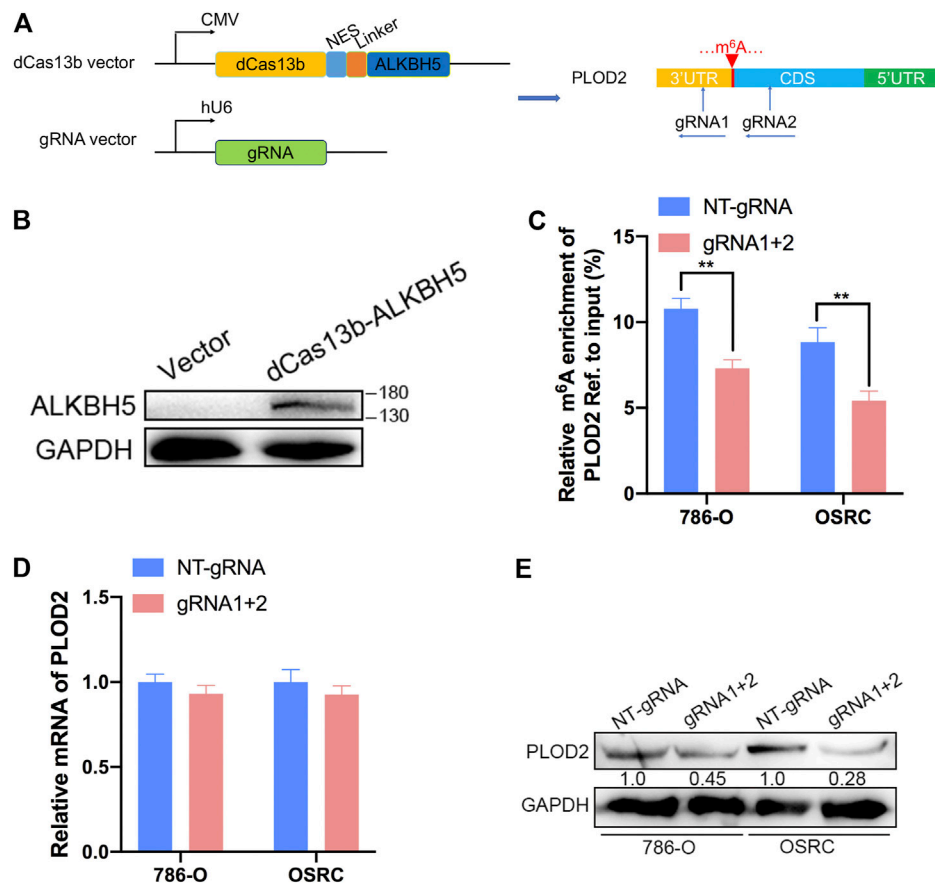 A
CMV
dCas13b vector
dCas13b
NES
Linker
ALKBH5
hU6
gRNA vector
gRNA
…m⁶A…
PLOD2
3'UTR
CDS
5'UTR
gRNA1
gRNA2
B
Vector
dCas13b-ALKBH5
ALKBH5
–180
–130
GAPDH
C
NT-gRNA
gRNA1+2
Relative m⁶A enrichment of
PLOD2 Ref. to input (%)
15
10
5
0
**
**
786-O
OSRC
D
NT-gRNA
gRNA1+2
Relative mRNA of PLOD2
1.5
1.0
0.5
0.0
786-O
OSRC
E
NT-gRNA
gRNA1+2
NT-gRNA
gRNA1+2
PLOD2
1.0 0.45 1.0 0.28
GAPDH
786-O
OSRC